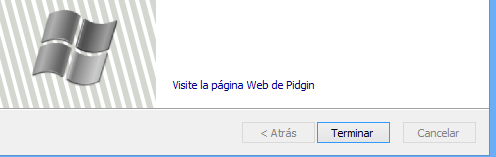 Visite la página Web de Pidgin
< Atrás
Terminar
Cancelar